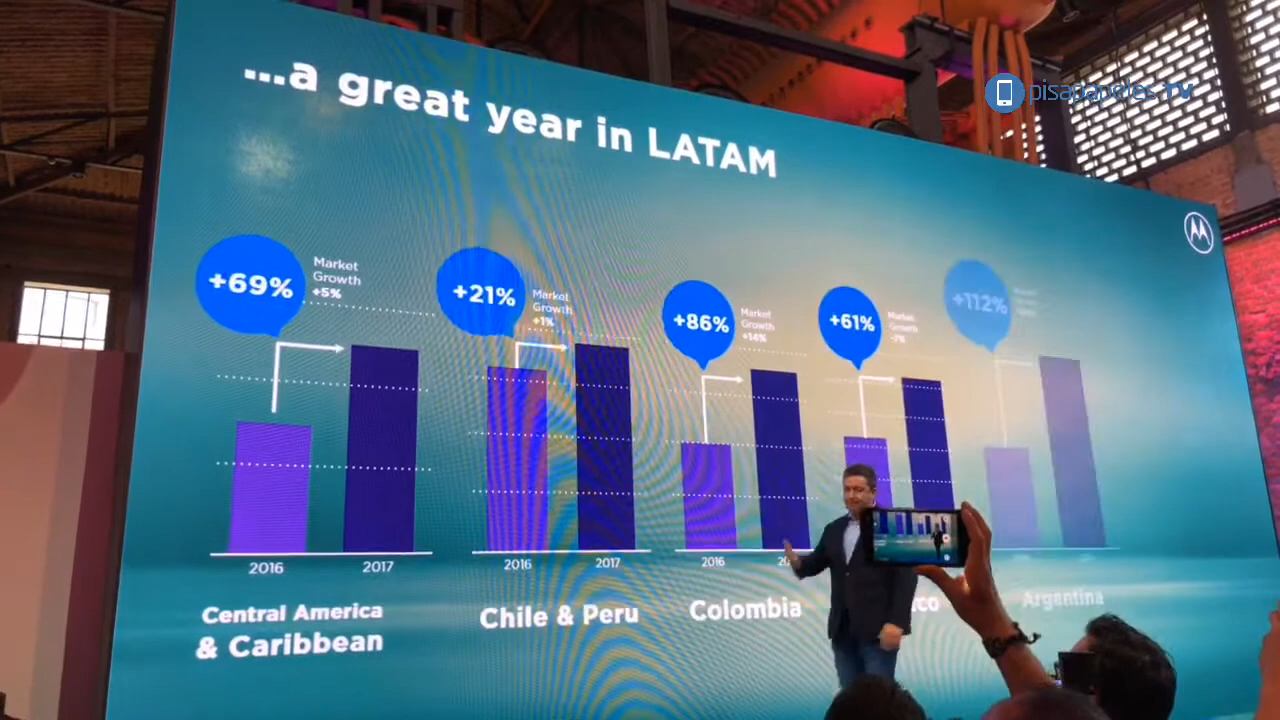 pisapapeles TV
...a great year in LATAM
+69%
Market
Growth
+5%
+21%
Market
Growth
+1%
+86%
Market
Growth
+14%
+61%
Market
Growth
-7%
+112%
2016
2017
2016
2017
2016
Central America
& Caribbean
Chile & Peru
Colombia
Argentina